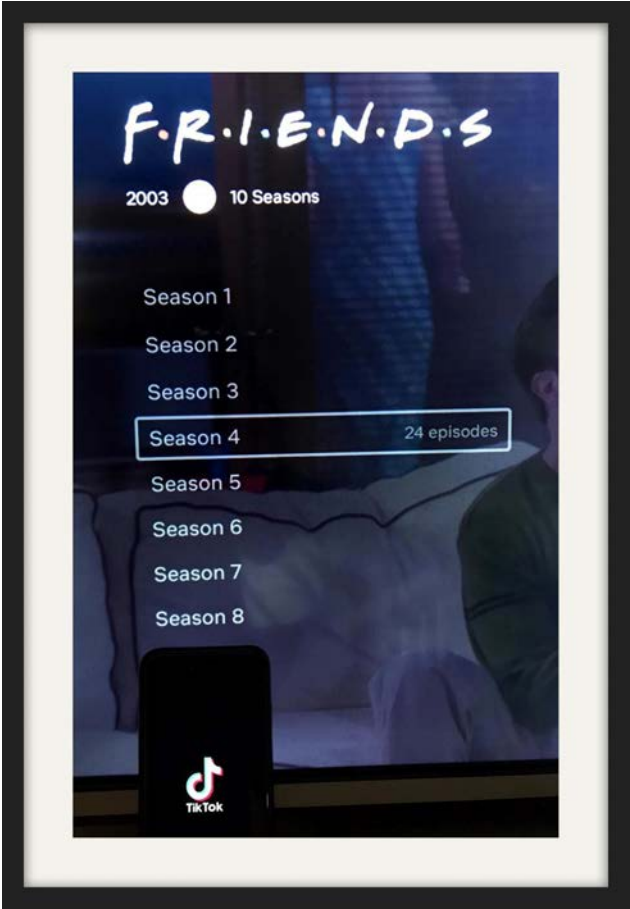 F·R·I·E·N·D·S
2003 10 Seasons
Season 1
Season 2
Season 3
Season 4 24 episodes
Season 5
Season 6
Season 7
Season 8
TikTok